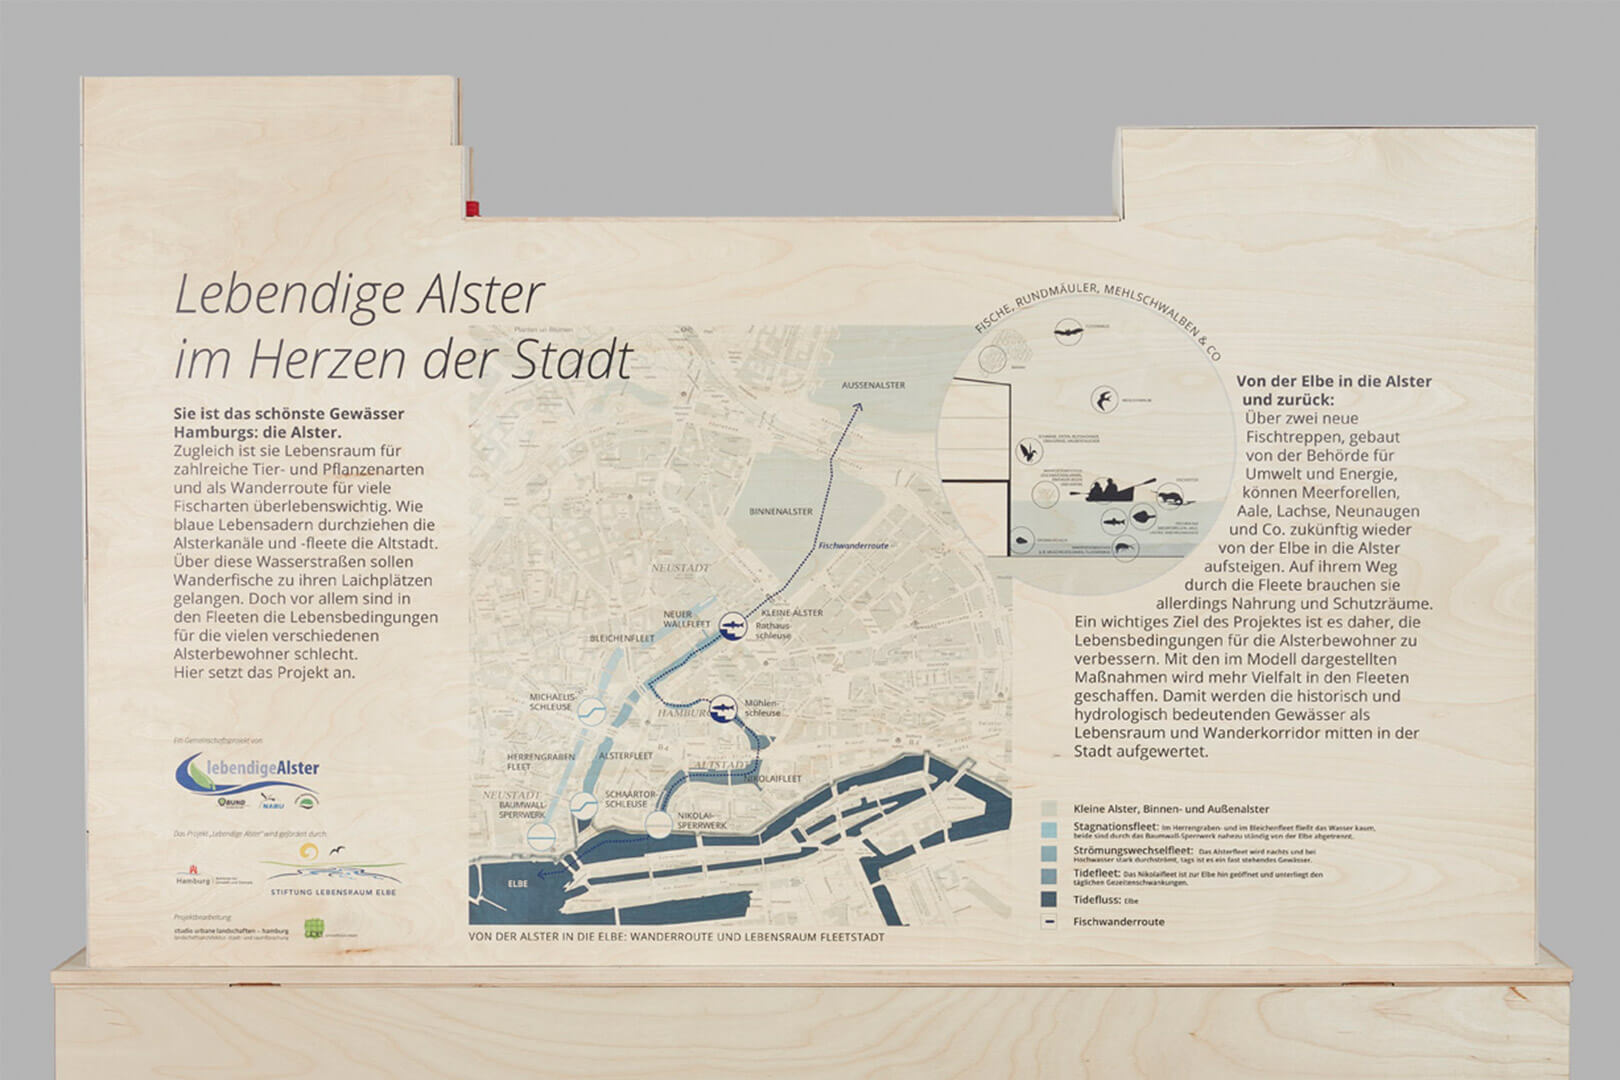 Lebendige Alster
im Herzen der Stadt
Sie ist das schönste Gewässer
Hamburgs: die Alster.
Zugleich ist sie Lebensraum für
zahlreiche Tier- und Pflanzenarten
und als Wanderroute für viele
Fischarten überlebenswichtig. Wie
blaue Lebensadern durchziehen die
Alsterkanäle und -fleete die Altstadt.
Über diese Wasserstraßen sollen
Wanderfische zu ihren Laichplätzen
gelangen. Doch vor allem sind in
den Fleeten die Lebensbedingungen
für die vielen verschiedenen
Alsterbewohner schlecht.
Hier setzt das Projekt an.
Ein Gemeinschaftsprojekt von:
lebendigeAlster
BUND
NABU
Das Projekt „Lebendige Alster" wird gefördert durch:
Hamburg
STIFTUNG LEBENSRAUM ELBE
Projektbearbeitung:
studio urbane landschaften – hamburg
landschaftsarchitektur, stadt- und raumforschung
Planten un Blomen
AUSSENALSTER
BINNENALSTER
Fischwanderroute
NEUSTADT
KLEINE ALSTER
NEUER
WALLFLEET
Rathaus-
schleuse
BLEICHENFLEET
MICHAELIS-
SCHLEUSE
HAMBURG
Mühlen-
schleuse
HERRENGRABEN
FLEET
ALSTERFLEET
ALTSTADT
NIKOLAIFLEET
NEUSTADT
BAUMWALL-
SPERRWERK
SCHAARTOR-
SCHLEUSE
NIKOLAI-
SPERRWERK
ELBE
VON DER ALSTER IN DIE ELBE: WANDERROUTE UND LEBENSRAUM FLEETSTADT
FISCHE, RUNDMÄULER, MEHLSCHWALBEN & CO
FLEDERMAUS
MEHLSCHWALBE
Von der Elbe in die Alster
und zurück:
Über zwei neue
Fischtreppen, gebaut
von der Behörde für
Umwelt und Energie,
können Meerforellen,
Aale, Lachse, Neunaugen
und Co. zukünftig wieder
von der Elbe in die Alster
aufsteigen. Auf ihrem Weg
durch die Fleete brauchen sie
allerdings Nahrung und Schutzräume.
Ein wichtiges Ziel des Projektes ist es daher, die
Lebensbedingungen für die Alsterbewohner zu
verbessern. Mit den im Modell dargestellten
Maßnahmen wird mehr Vielfalt in den Fleeten
geschaffen. Damit werden die historisch und
hydrologisch bedeutenden Gewässer als
Lebensraum und Wanderkorridor mitten in der
Stadt aufgewertet.
Kleine Alster, Binnen- und Außenalster
Stagnationsfleet: Im Herrengraben- und im Bleichenfleet fließt das Wasser kaum,
beide sind durch das Baumwall-Sperrwerk nahezu ständig von der Elbe abgetrennt.
Strömungswechselfleet: Das Alsterfleet wird nachts und bei
Hochwasser stark durchströmt, tags ist es ein fast stehendes Gewässer.
Tidefleet: Das Nikolaifleet ist zur Elbe hin geöffnet und unterliegt den
täglichen Gezeitenschwankungen.
Tidefluss: Elbe
Fischwanderroute